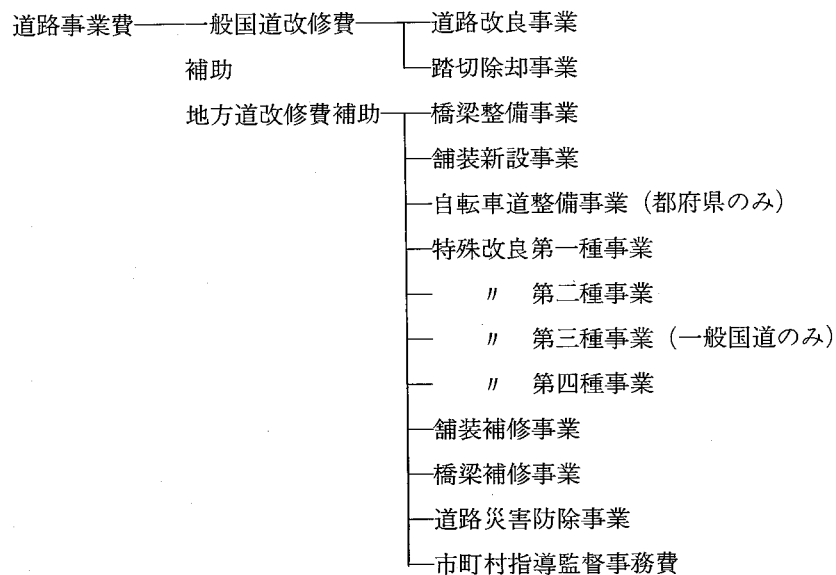 道路事業費 一般国道改修費 道路改良事業
補助 踏切除却事業
地方道改修費補助 橋梁整備事業
舗装新設事業
自転車道整備事業（都府県のみ）
特殊改良第一種事業
〃 第二種事業
〃 第三種事業（一般国道のみ）
〃 第四種事業
舗装補修事業
橋梁補修事業
道路災害防除事業
市町村指導監督事務費